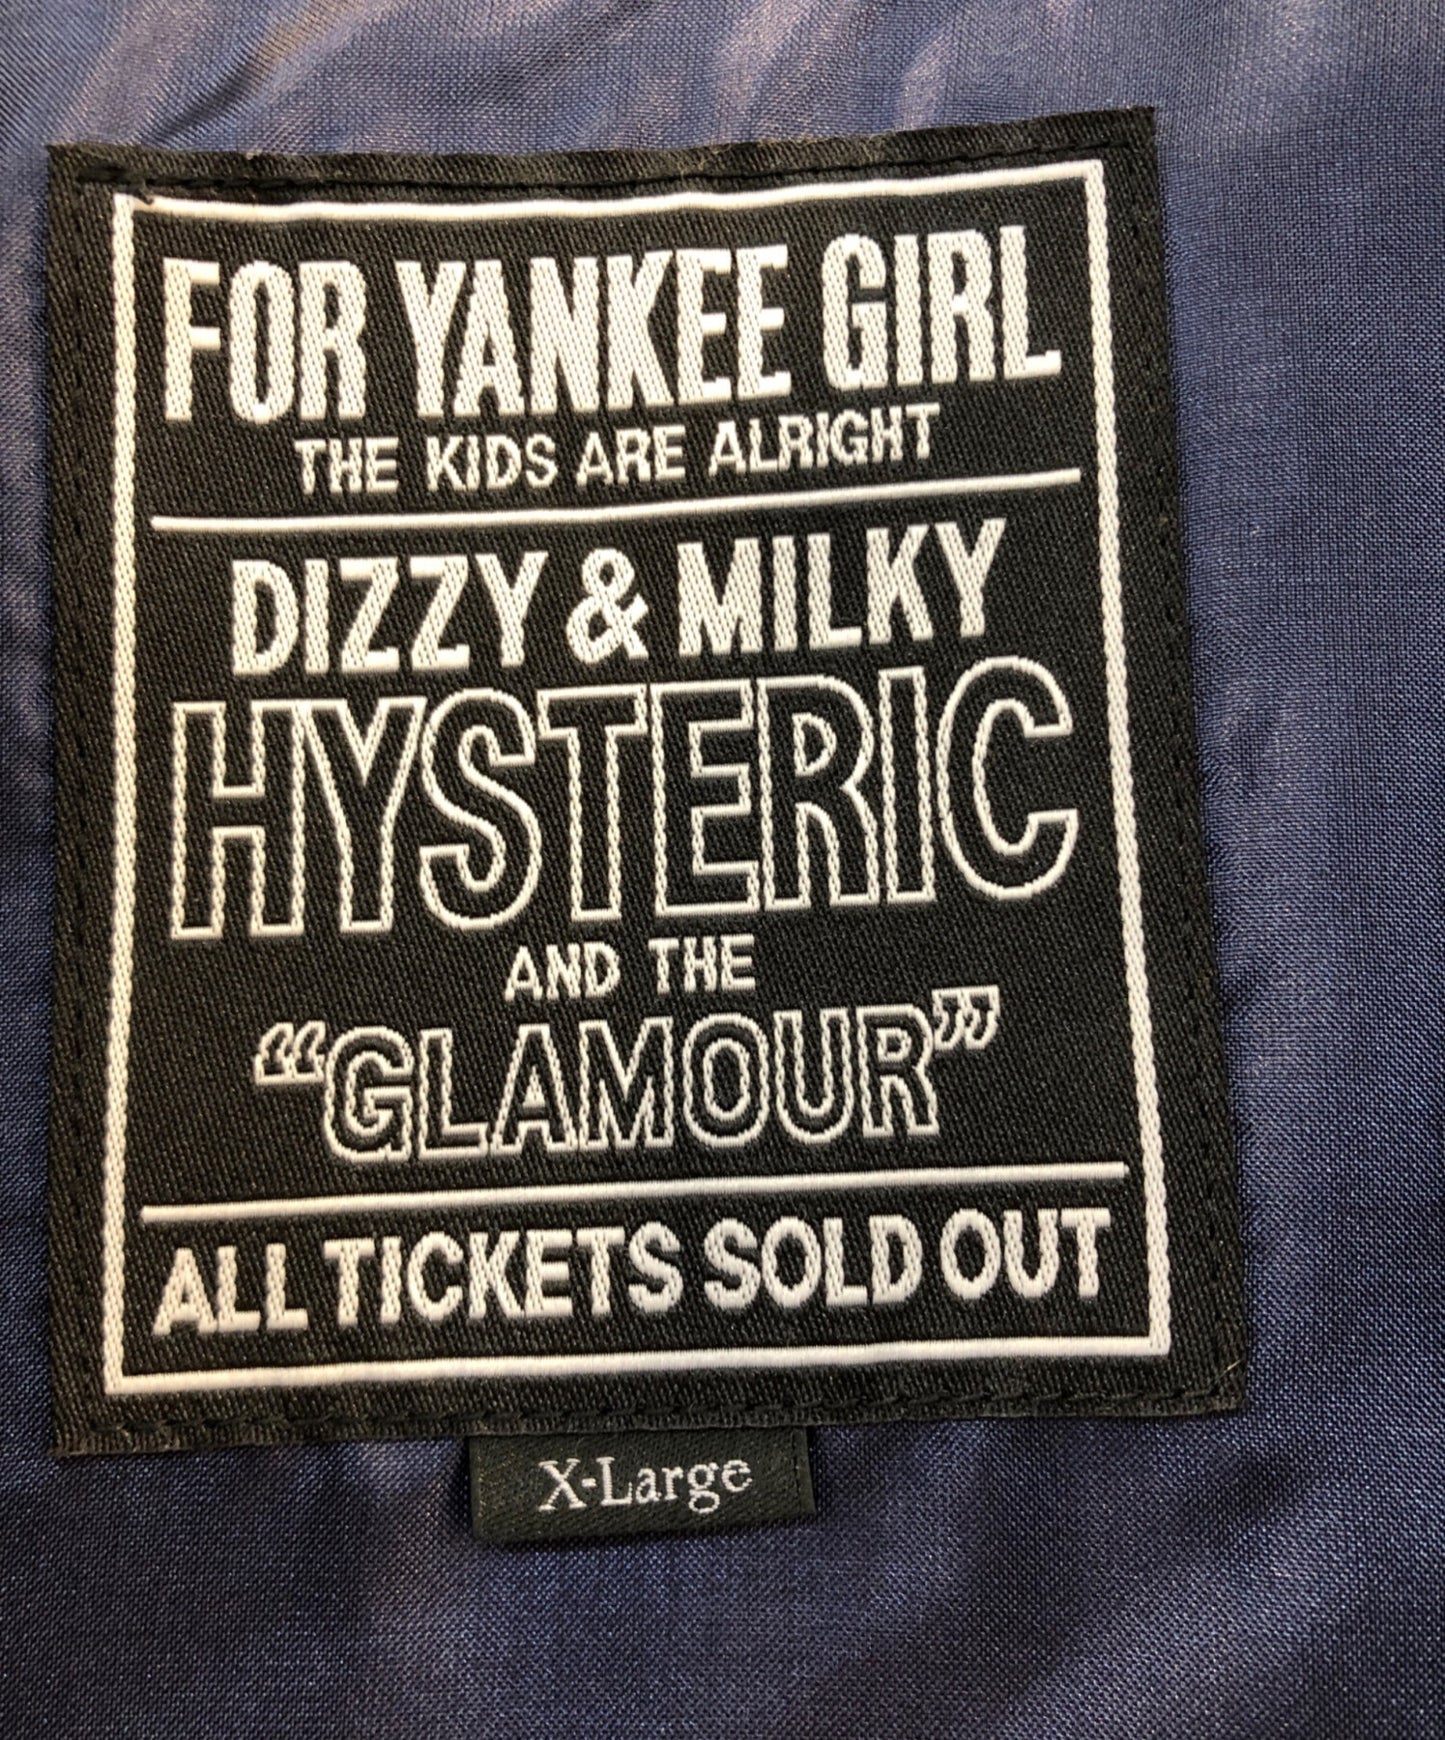 FOR YANKEE GIRL
THE KIDS ARE ALRIGHT
DIZZY & MILKY
HYSTERIC
AND THE
“GLAMOUR”
ALL TICKETS SOLD OUT
X-Large